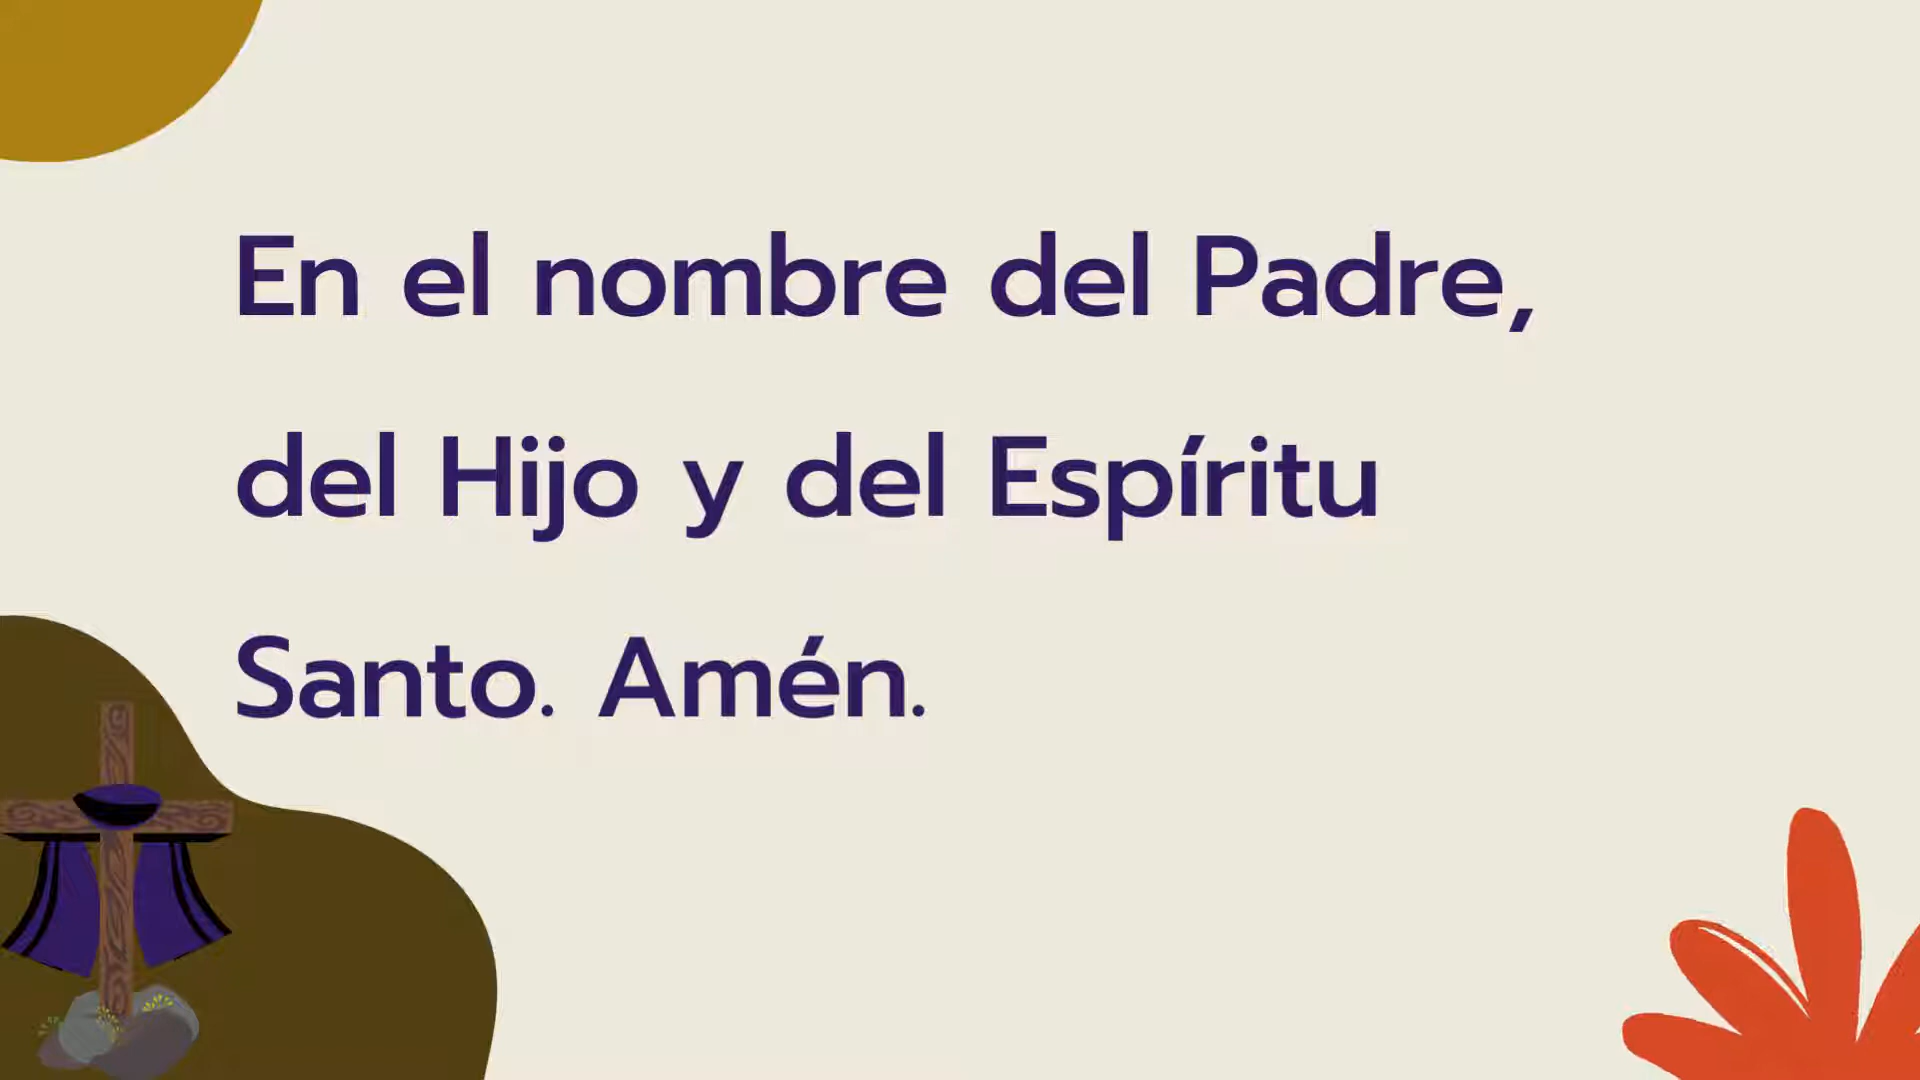 En el nombre del Padre,
del Hijo y del Espíritu
Santo. Amén.